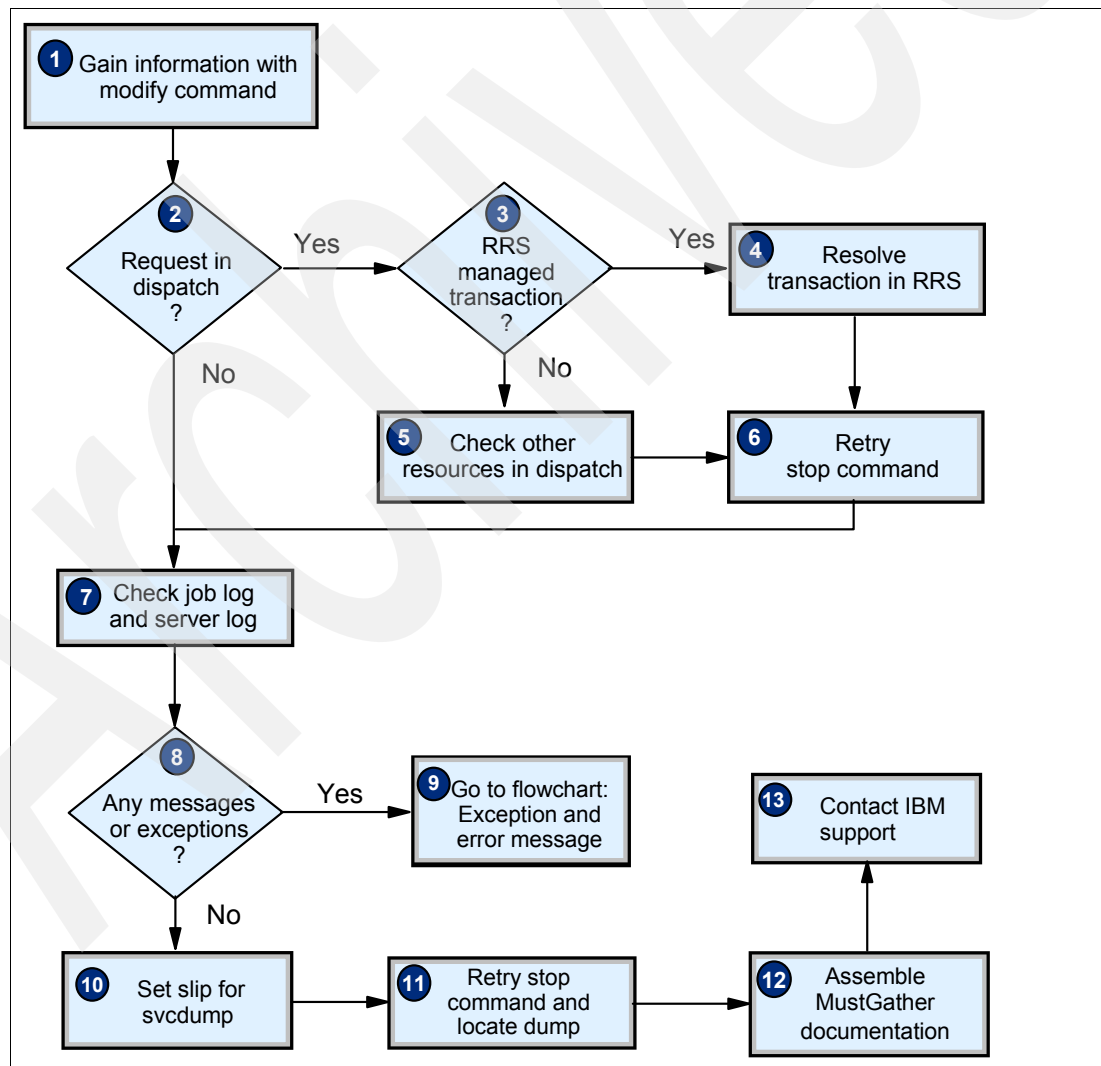 1
Gain information with
modify command
2
Request in
dispatch
?
Yes
3
RRS
managed
transaction
?
Yes
4
Resolve
transaction in RRS
No
No
5
Check other
resources in dispatch
6
Retry
stop command
7
Check job log
and server log
8
Any messages
or exceptions
?
Yes
9
Go to flowchart:
Exception and
error message
13
Contact IBM
support
No
10
Set slip for
svcdump
11
Retry stop
command and
locate dump
12
Assemble
MustGather
documentation